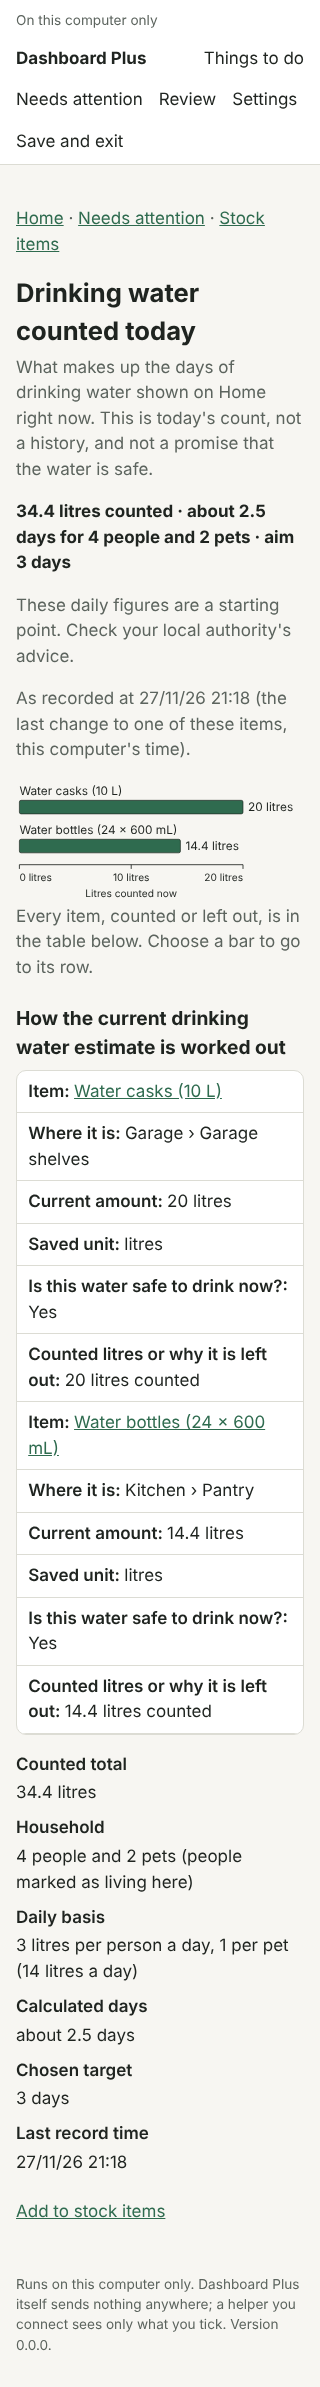 On this computer only
Dashboard Plus
Things to do
Needs attention
Review
Settings
Save and exit
Home · Needs attention · Stock
items
Drinking water
counted today
What makes up the days of
drinking water shown on Home
right now. This is today's count, not
a history, and not a promise that
the water is safe.
34.4 litres counted · about 2.5
days for 4 people and 2 pets · aim
3 days
These daily figures are a starting
point. Check your local authority's
advice.
As recorded at 27/11/26 21:18 (the
last change to one of these items,
this computer's time).
Water casks (10 L)
20 litres
Water bottles (24 × 600 mL)
14.4 litres
0 litres
10 litres
20 litres
Litres counted now
Every item, counted or left out, is in
the table below. Choose a bar to go
to its row.
How the current drinking
water estimate is worked out
Item: Water casks (10 L)
Where it is: Garage › Garage
shelves
Current amount: 20 litres
Saved unit: litres
Is this water safe to drink now?:
Yes
Counted litres or why it is left
out: 20 litres counted
Item: Water bottles (24 × 600
mL)
Where it is: Kitchen › Pantry
Current amount: 14.4 litres
Saved unit: litres
Is this water safe to drink now?:
Yes
Counted litres or why it is left
out: 14.4 litres counted
Counted total
34.4 litres
Household
4 people and 2 pets (people
marked as living here)
Daily basis
3 litres per person a day, 1 per pet
(14 litres a day)
Calculated days
about 2.5 days
Chosen target
3 days
Last record time
27/11/26 21:18
Add to stock items
Runs on this computer only. Dashboard Plus
itself sends nothing anywhere; a helper you
connect sees only what you tick. Version
0.0.0.